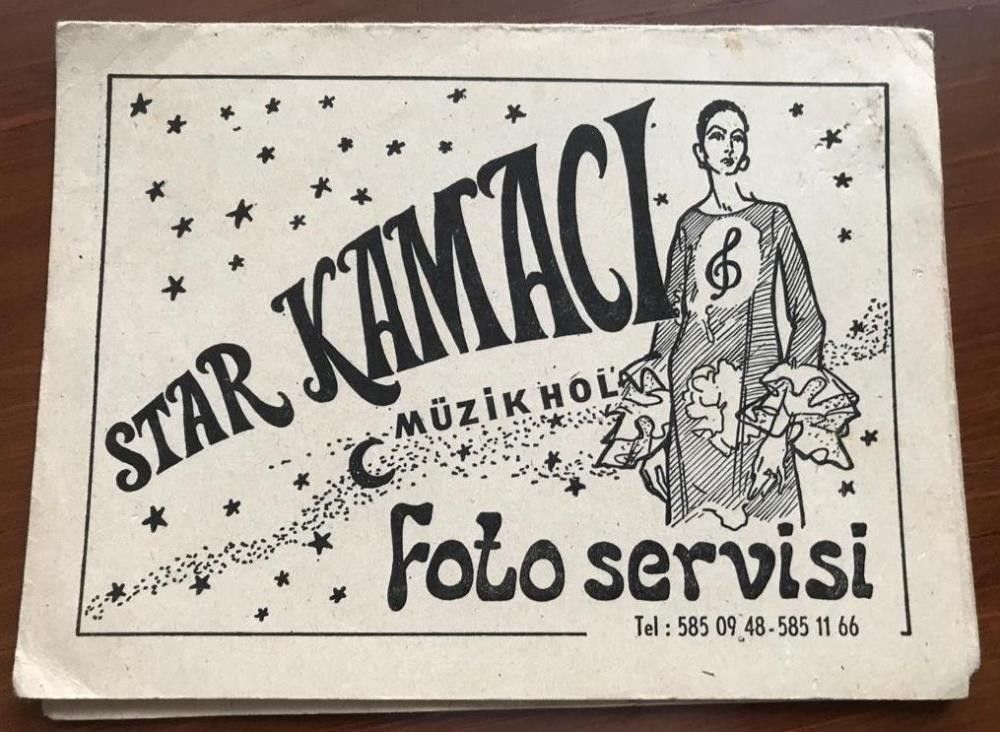 STAR KAMACI
MÜZİK HOL
Foto servisi
Tel : 585 09 48 - 585 11 66